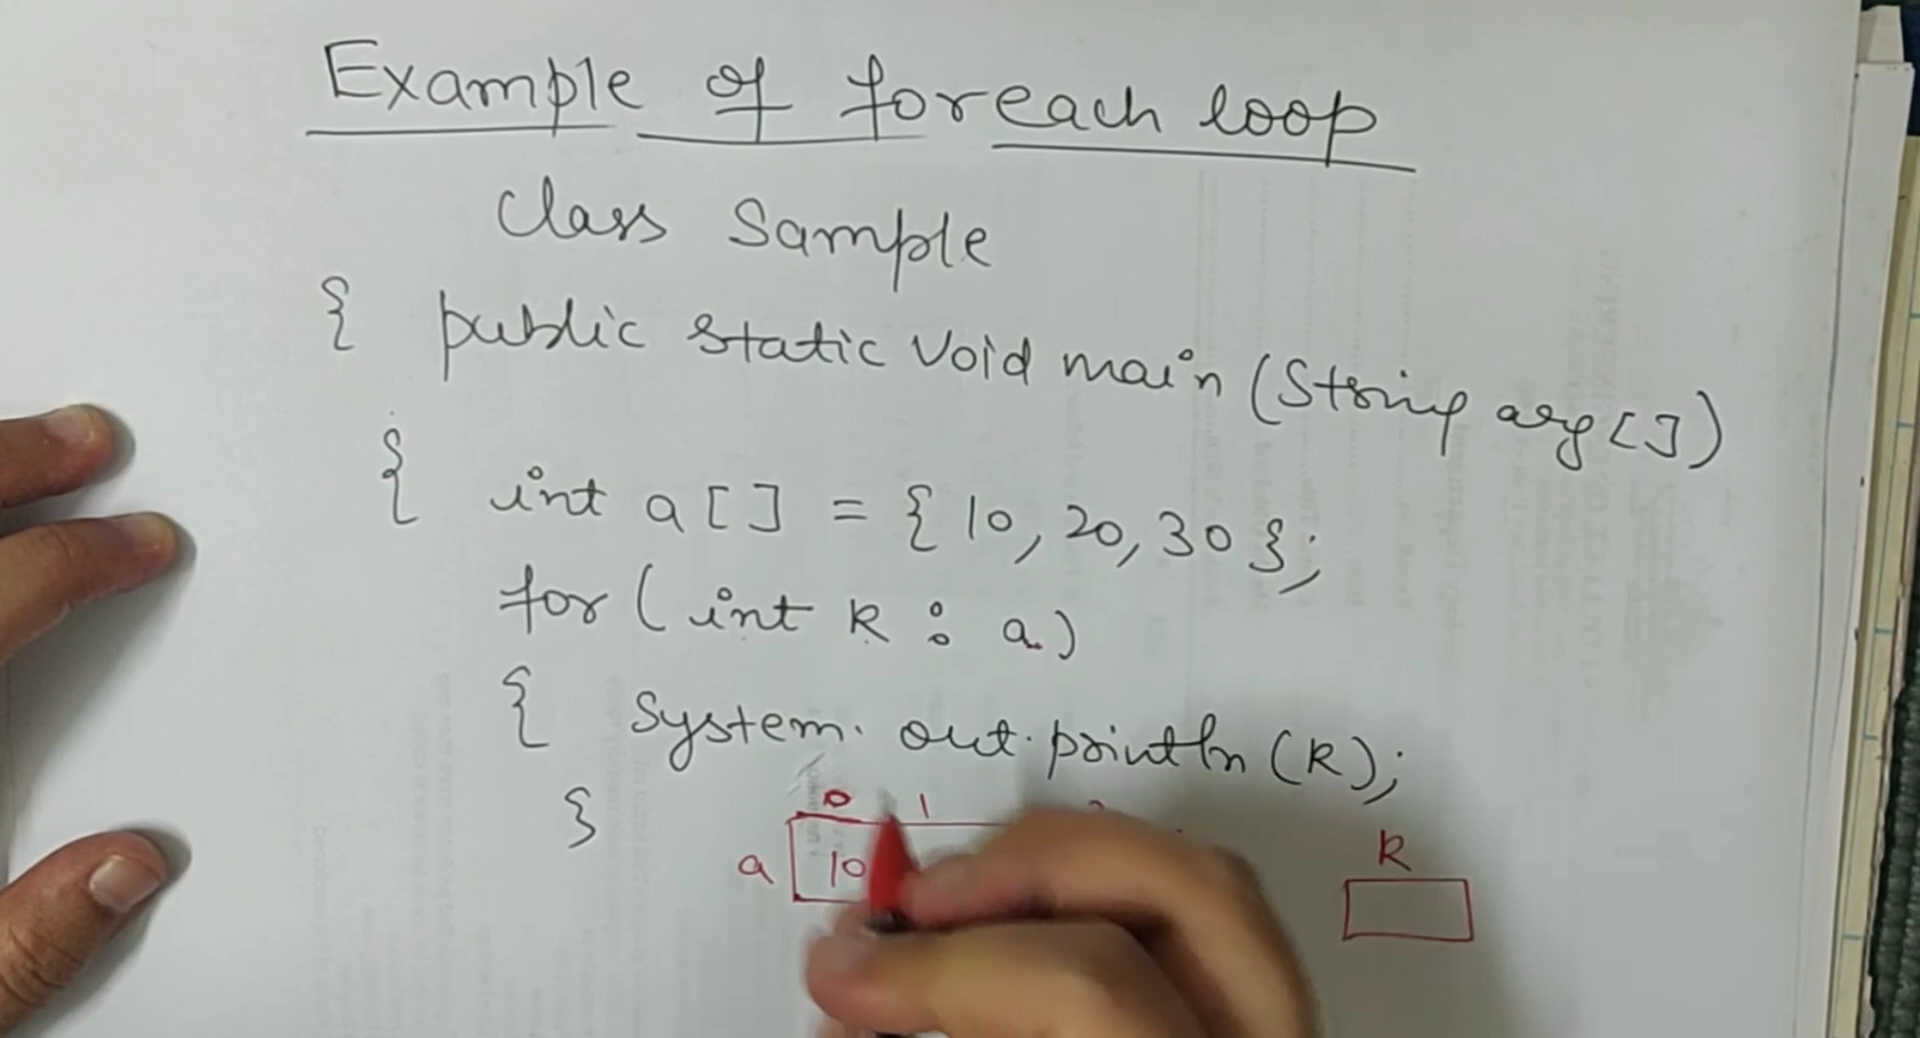 Example of foreach loop
Class Sample
{ public static void main (String arg[])
{ int a[] = {10, 20, 30};
for (int k : a)
{ System.out.println(k);
}
0 1
k
a 10